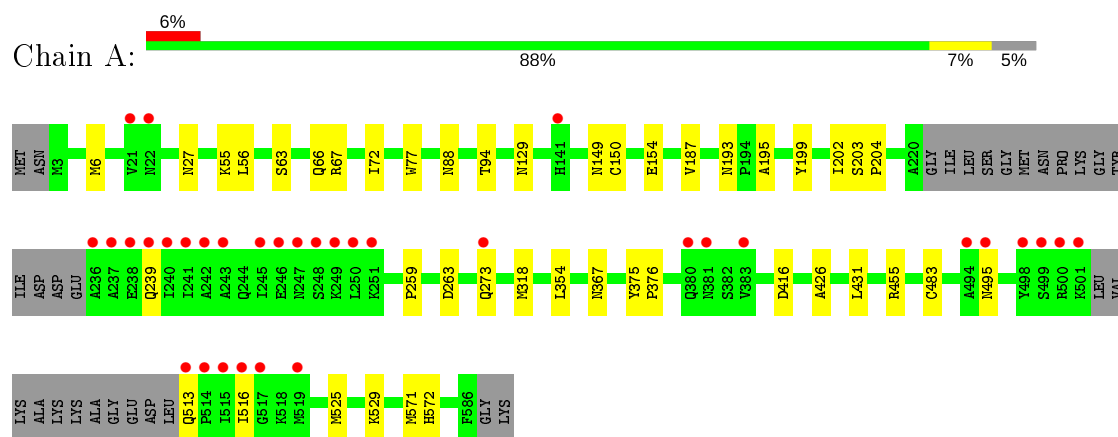 6%
Chain A:
88% 7% 5%
MET ASN M3 M6 V21 N22 N27 K55 L56 S63 Q66 R67 I72 W77 N88 T94 N129 H141 N149 C150 E154 V187 N193 P194 A195 Y199 I202 S203 P204 A220 GLY ILE LEU SER GLY MET ASN PRO LYS GLY TYR
ILE ASP ASP GLU A236 A237 E238 Q239 I240 I241 A242 A243 Q244 I245 E246 N247 S248 K249 L250 K251 P259 D263 Q273 M318 L354 N367 Y375 P376 Q380 N381 S382 V383 D416 A426 L431 R455 C483 A494 N495 Y498 S499 R500 K501 LEU VAL
LYS ALA LYS LYS ALA GLY GLU ASP LEU Q513 P514 I515 I516 G517 K518 M519 M525 K529 M571 H572 F586 GLY LYS